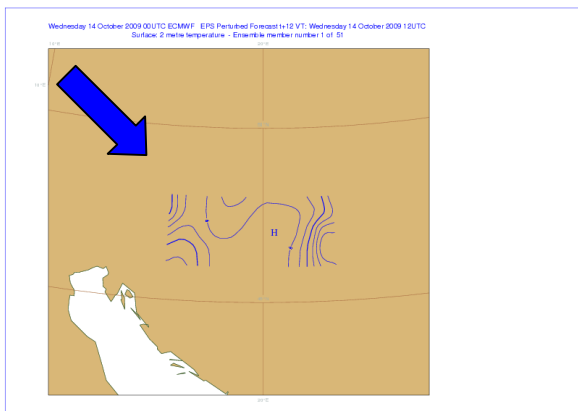 Wednesday 14 October 2009 00UTC ECMWF EPS Perturbed Forecast t+12 VT: Wednesday 14 October 2009 12UTC
Surface: 2 metre temperature - Ensemble member number 1 of 51
H